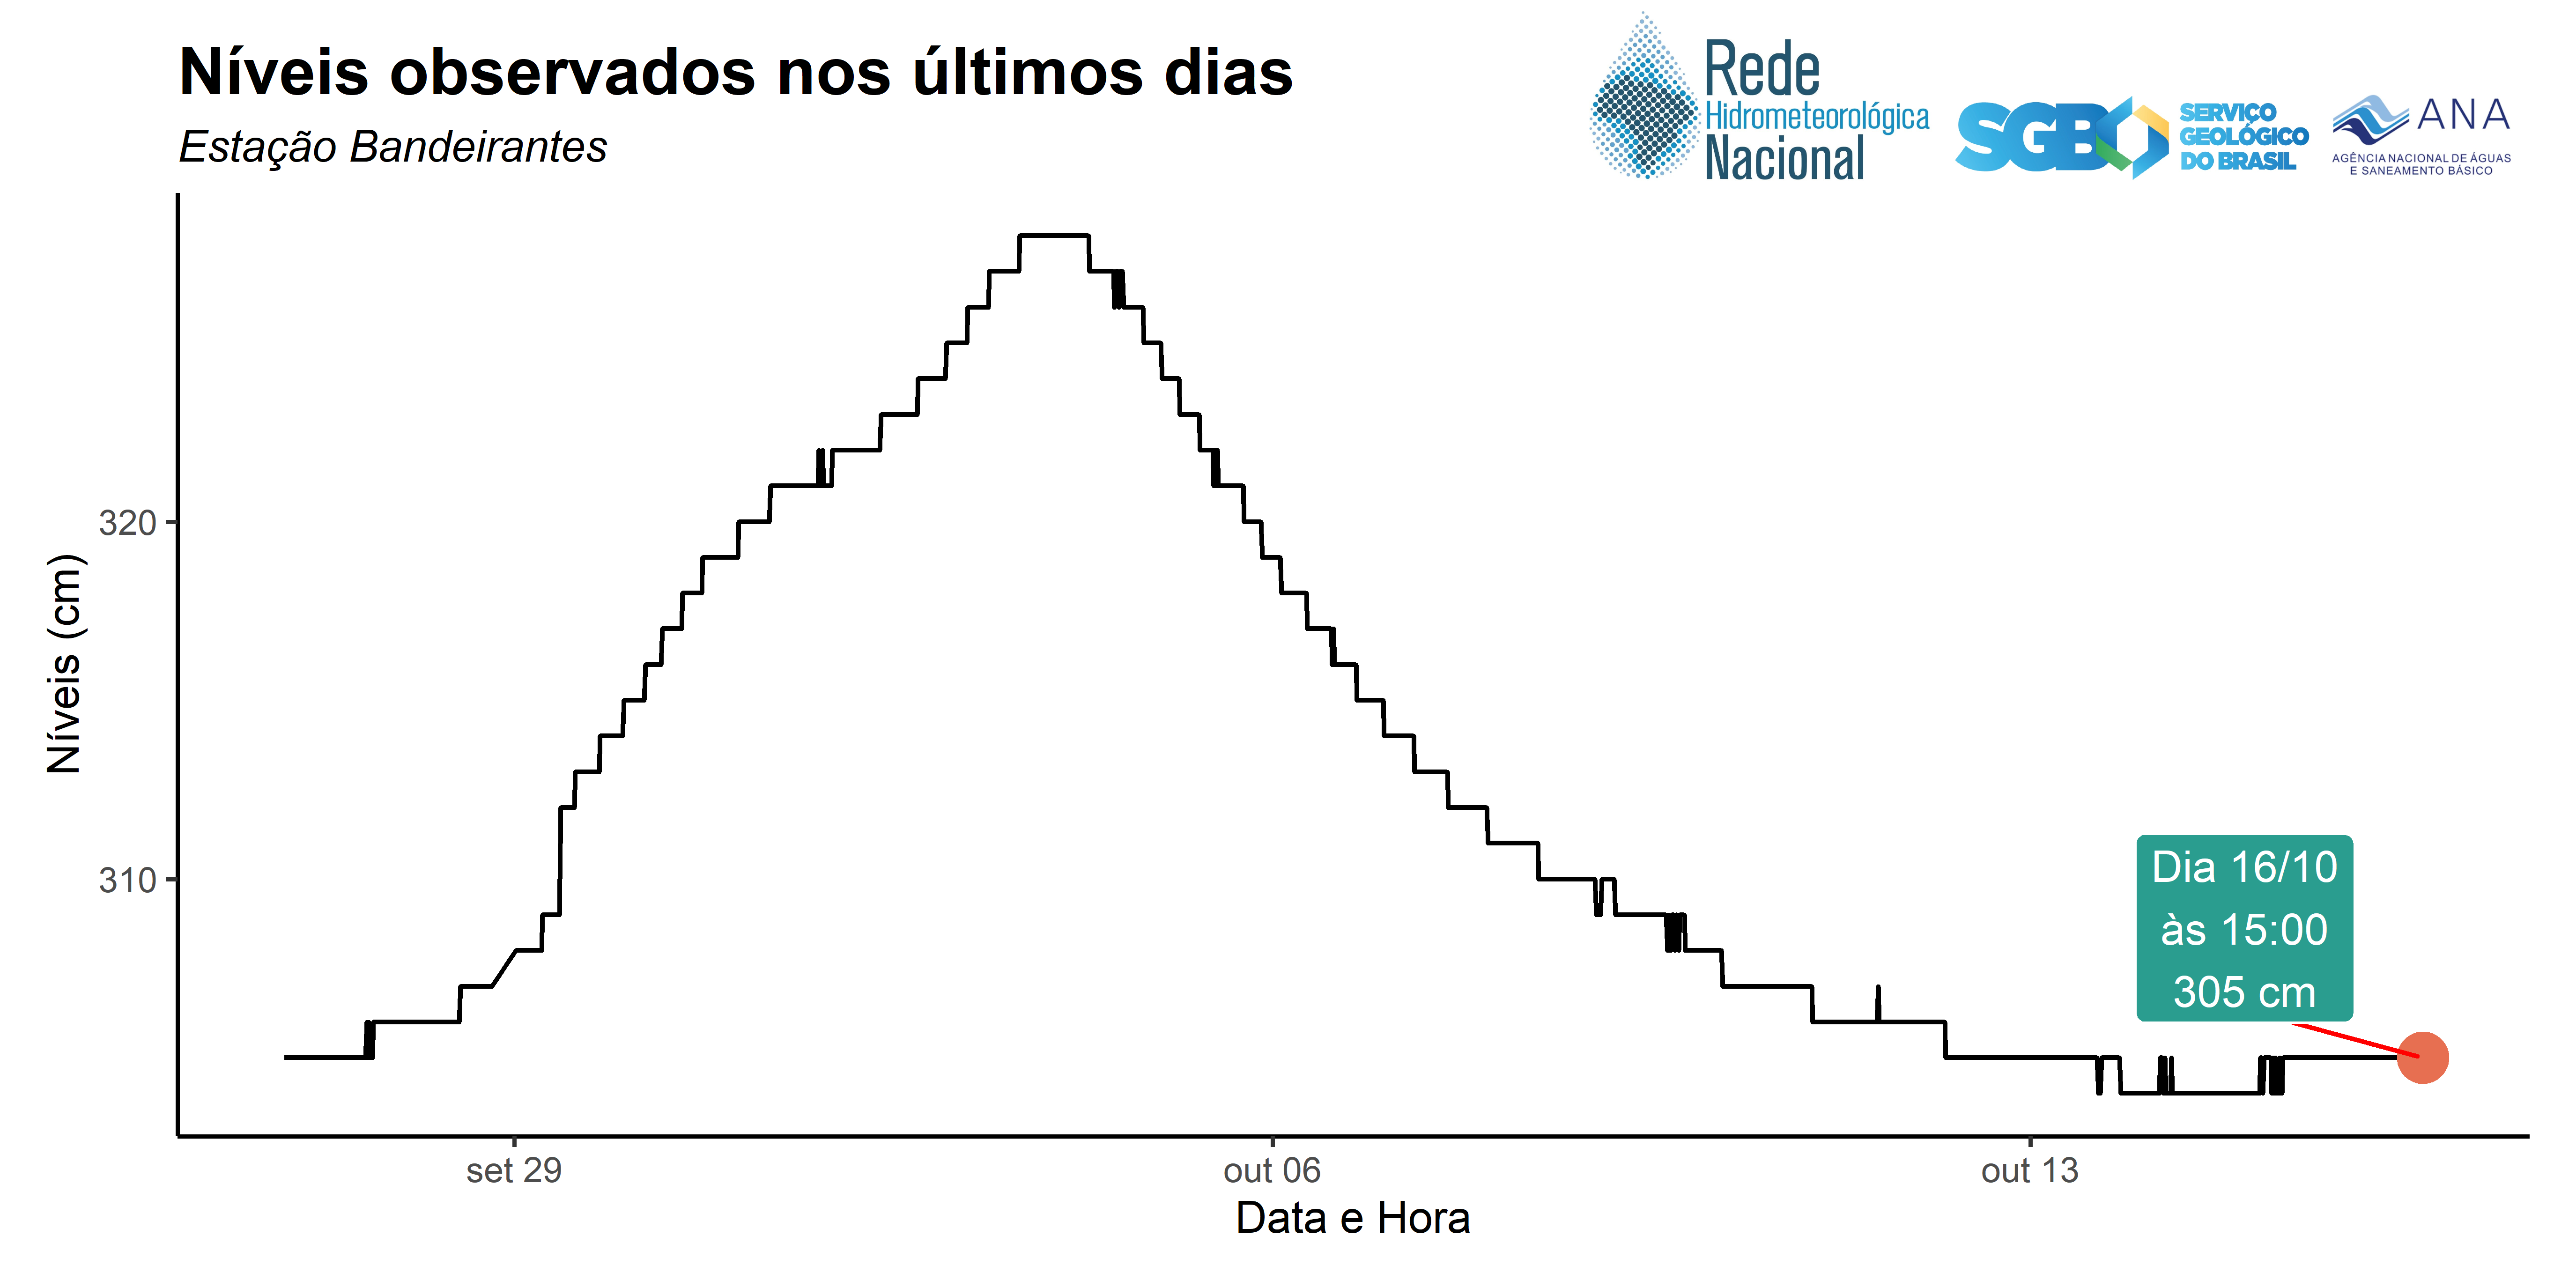 Níveis observados nos últimos dias
Estação Bandeirantes
Rede
Hidrometeorológica
Nacional
SGB
SERVIÇO
GEOLÓGICO
DO BRASIL
ANA
AGÊNCIA NACIONAL DE ÁGUAS
E SANEAMENTO BÁSICO
Níveis (cm)
320
310
Dia 16/10
às 15:00
305 cm
set 29
out 06
out 13
Data e Hora